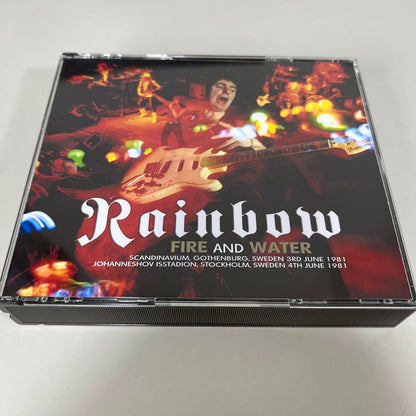 Rainbow
FIRE AND WATER
SCANDINAVIUM, GOTHENBURG, SWEDEN 3RD JUNE 1981
JOHANNESHOV ISSTADION, STOCKHOLM, SWEDEN 4TH JUNE 1981